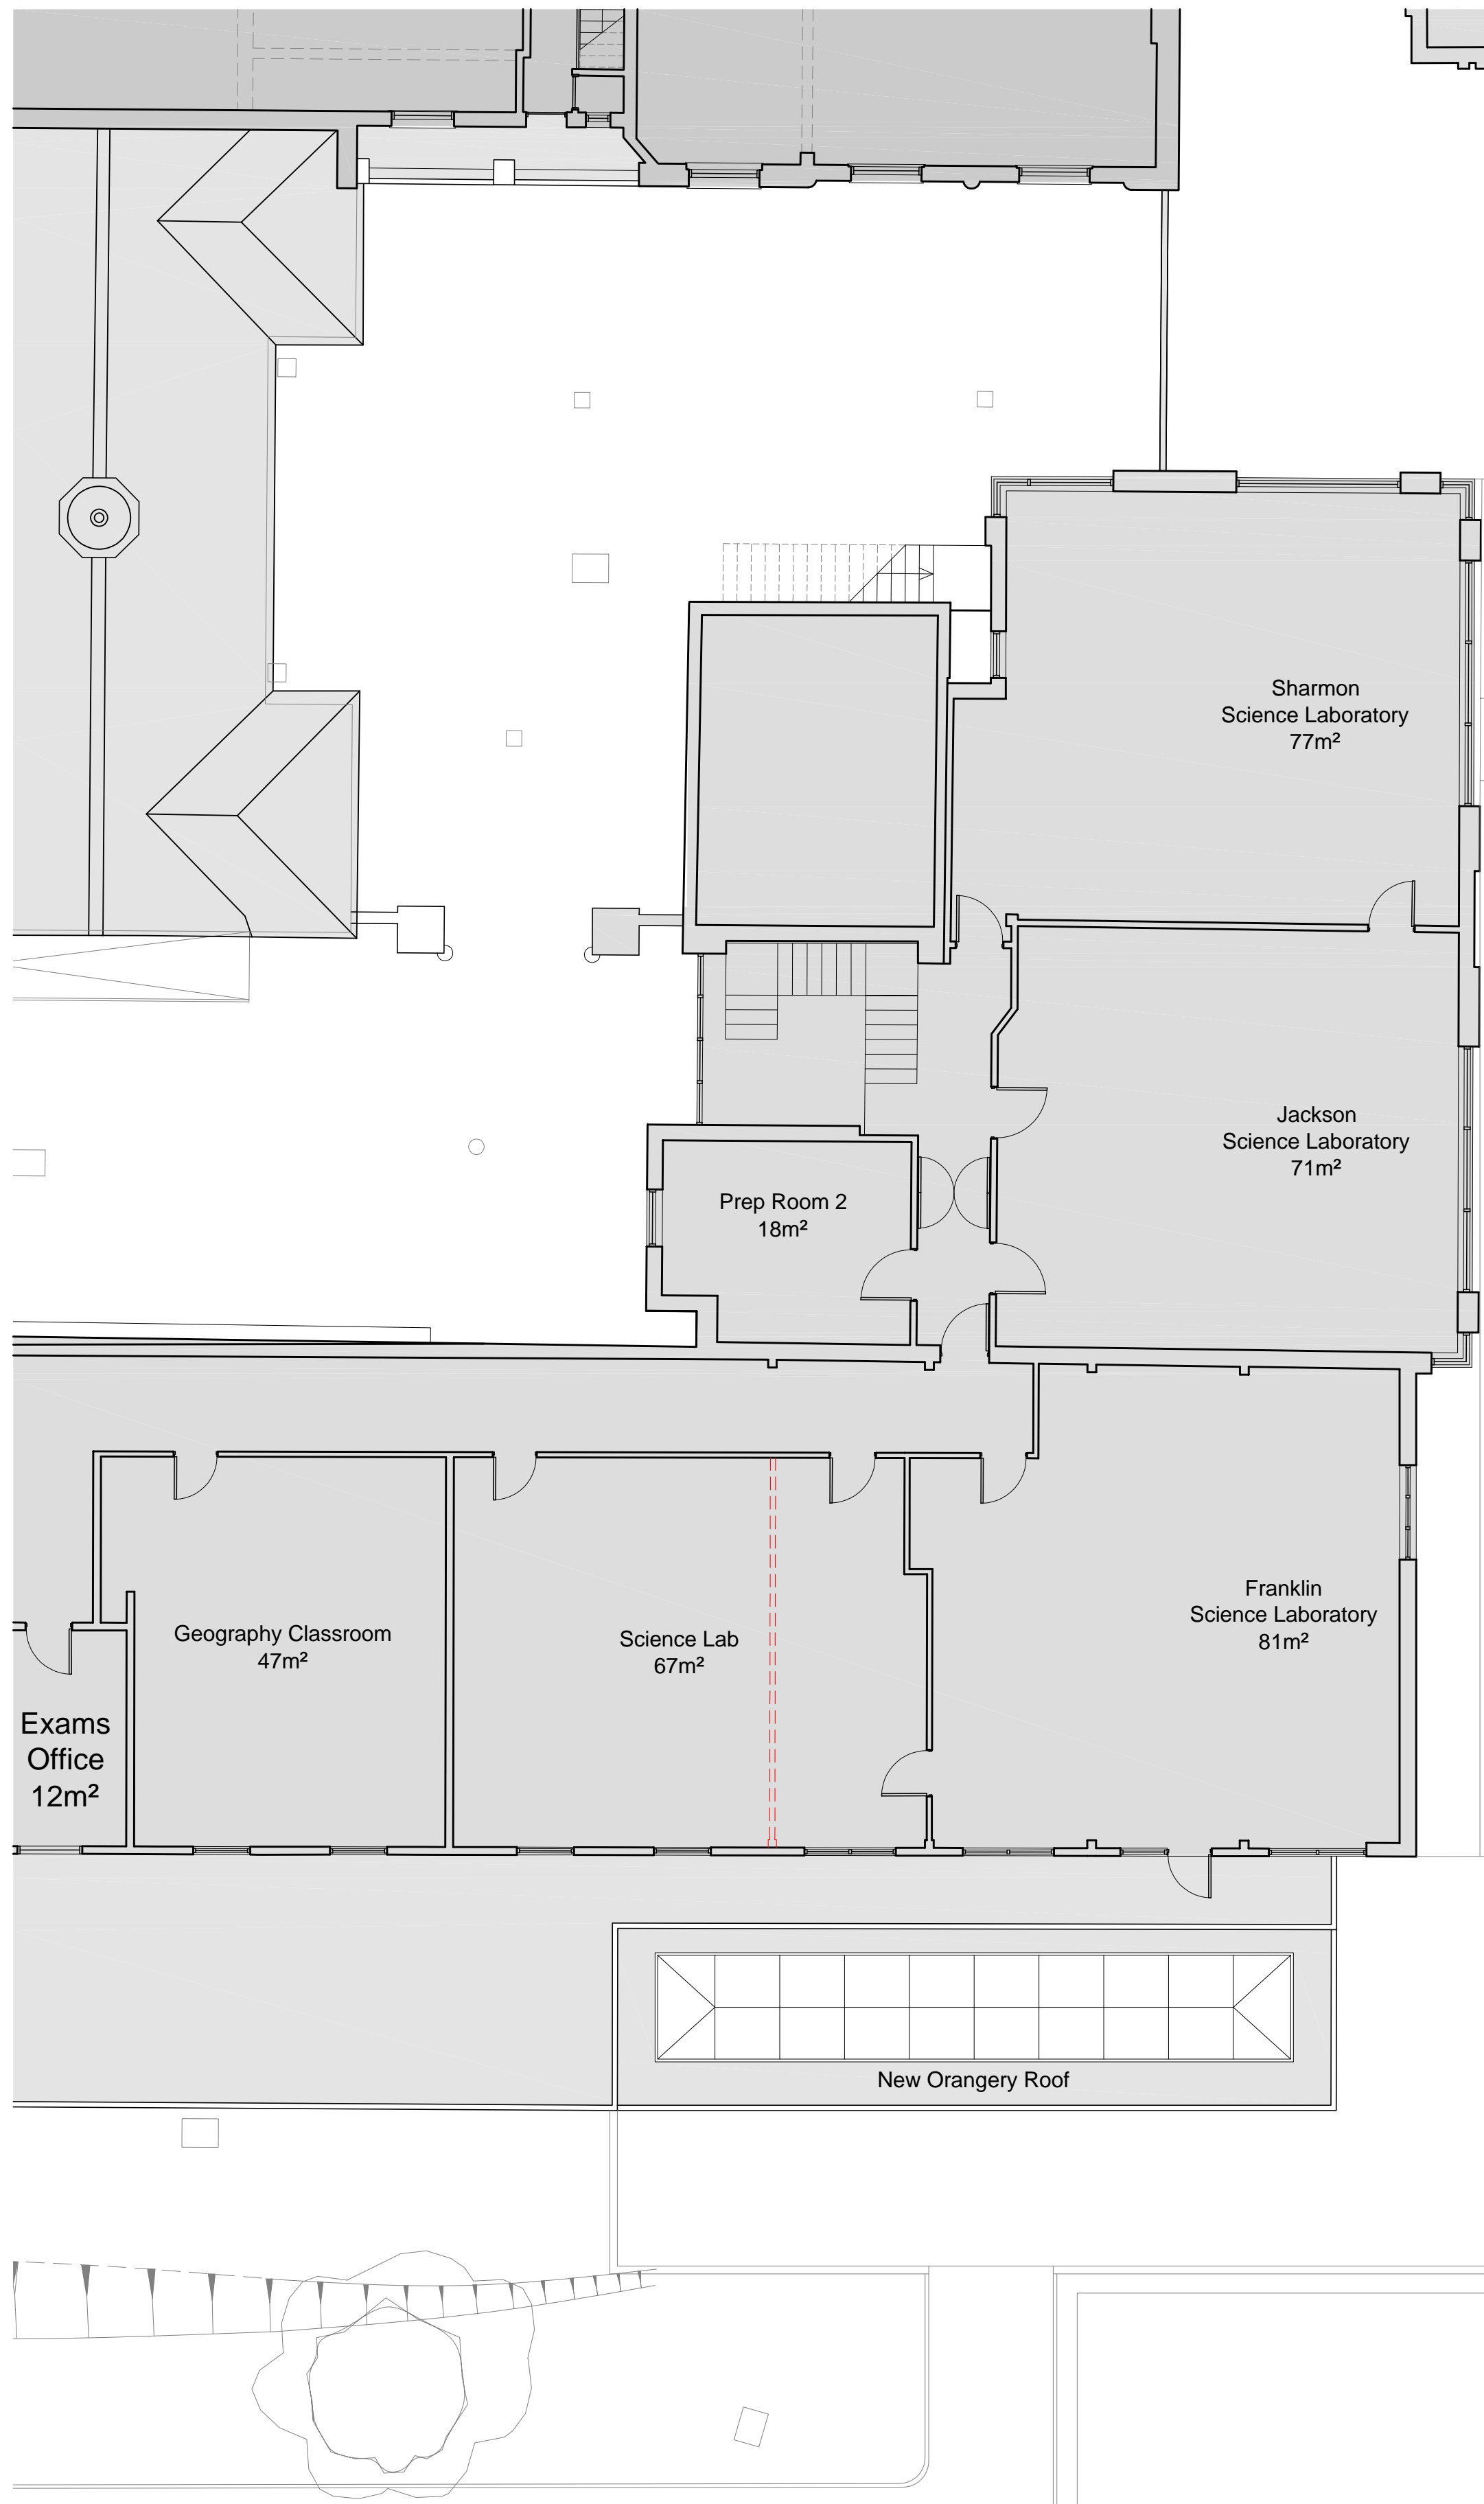 Sharmon
Science Laboratory
77m²
Jackson
Science Laboratory
71m²
Prep Room 2
18m²
Franklin
Science Laboratory
81m²
Geography Classroom
47m²
Science Lab
67m²
Exams
Office
12m²
New Orangery Roof